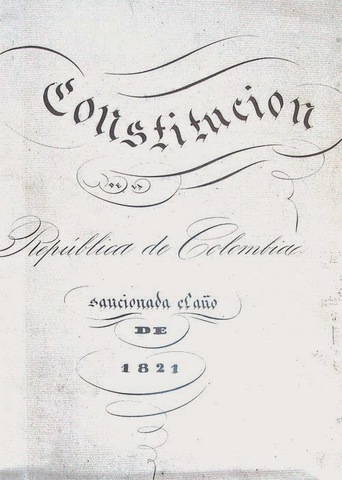 Constitucion
República de Colombia
sancionada el año
DE
1821